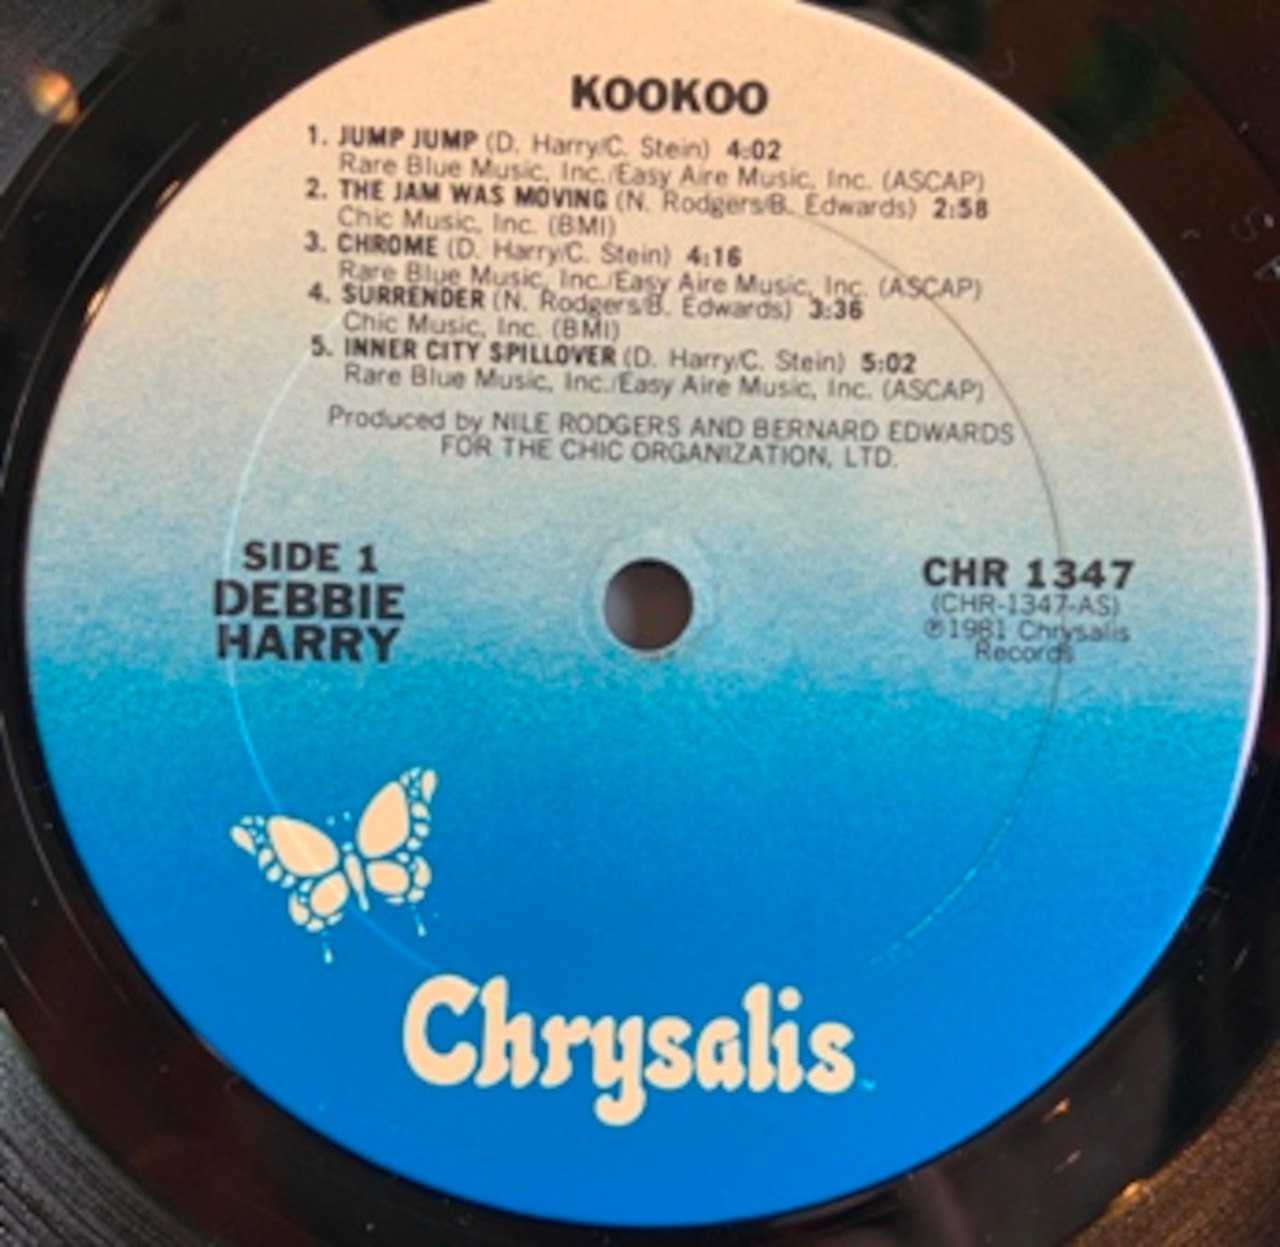 KOOKOO
1. JUMP JUMP (D. Harry/C. Stein) 4:02
Rare Blue Music, Inc./Easy Aire Music, Inc. (ASCAP)
2. THE JAM WAS MOVING (N. Rodgers/B. Edwards) 2:58
Chic Music, Inc. (BMI)
3. CHROME (D. Harry/C. Stein) 4:16
Rare Blue Music, Inc./Easy Aire Music, Inc. (ASCAP)
4. SURRENDER (N. Rodgers/B. Edwards) 3:36
Chic Music, Inc. (BMI)
5. INNER CITY SPILLOVER (D. Harry/C. Stein) 5:02
Rare Blue Music, Inc./Easy Aire Music, Inc. (ASCAP)
Produced by NILE RODGERS AND BERNARD EDWARDS
FOR THE CHIC ORGANIZATION, LTD.
SIDE 1
DEBBIE
HARRY
CHR 1347
(CHR-1347-AS)
℗1981 Chrysalis
Records
Chrysalis